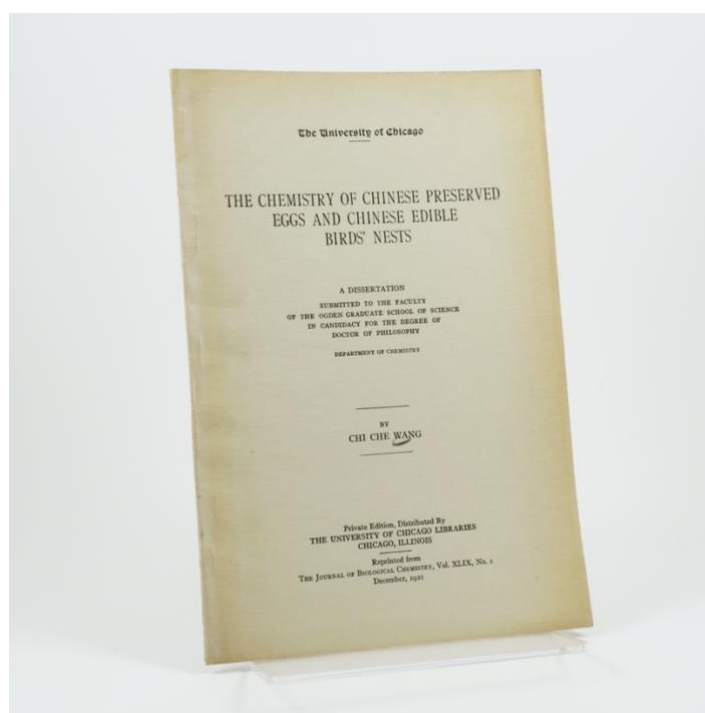 The University of Chicago
THE CHEMISTRY OF CHINESE PRESERVED
EGGS AND CHINESE EDIBLE
BIRDS' NESTS
A DISSERTATION
SUBMITTED TO THE FACULTY
OF THE OGDEN GRADUATE SCHOOL OF SCIENCE
IN CANDIDACY FOR THE DEGREE OF
DOCTOR OF PHILOSOPHY
DEPARTMENT OF CHEMISTRY
BY
CHI CHE WANG
Private Edition, Distributed By
THE UNIVERSITY OF CHICAGO LIBRARIES
CHICAGO, ILLINOIS
Reprinted from
THE JOURNAL OF BIOLOGICAL CHEMISTRY, Vol. XLIX, No. 2
December, 1921